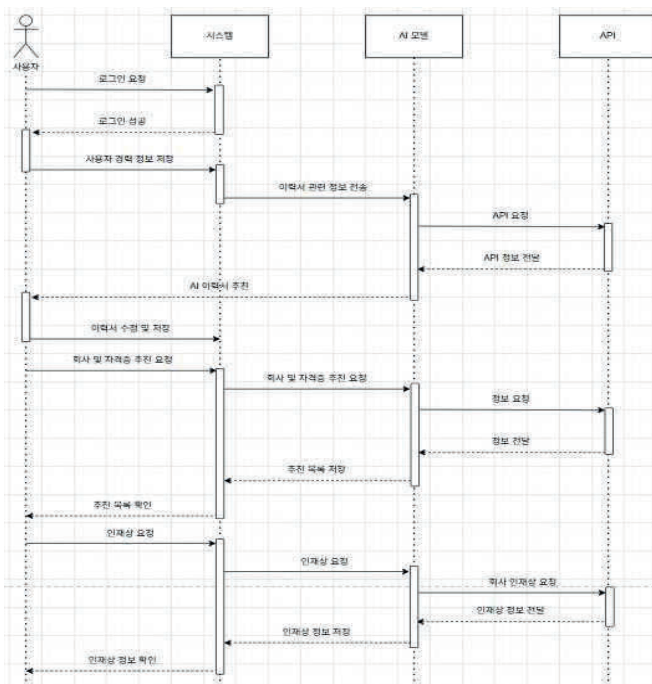 시스템
AI 모델
API
사용자
로그인 요청
로그인 성공
사용자 경력 정보 저장
이력서 관련 정보 전송
API 요청
API 정보 전달
AI 이력서 추천
이력서 수정 및 저장
회사 및 자격증 추천 요청
회사 및 자격증 추천 요청
정보 요청
정보 전달
추천 목록 저장
추천 목록 확인
인재상 요청
인재상 요청
회사 인재상 요청
인재상 정보 전달
인재상 정보 저장
인재상 정보 확인